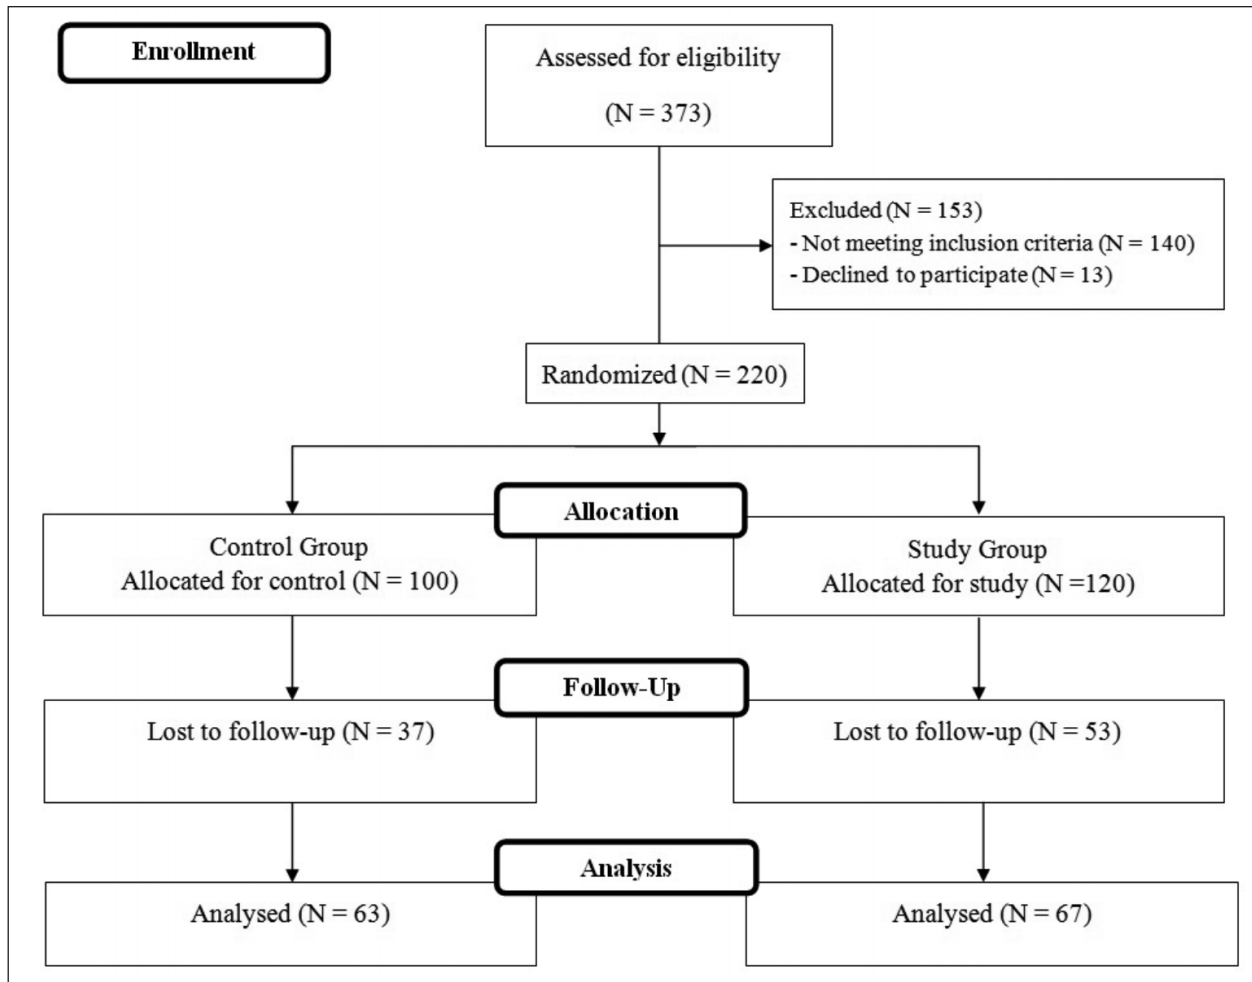 Enrollment
Assessed for eligibility
(N = 373)
Excluded (N = 153)
- Not meeting inclusion criteria (N = 140)
- Declined to participate (N = 13)
Randomized (N = 220)
Allocation
Control Group
Allocated for control (N = 100)
Study Group
Allocated for study (N =120)
Follow-Up
Lost to follow-up (N = 37)
Lost to follow-up (N = 53)
Analysis
Analysed (N = 63)
Analysed (N = 67)